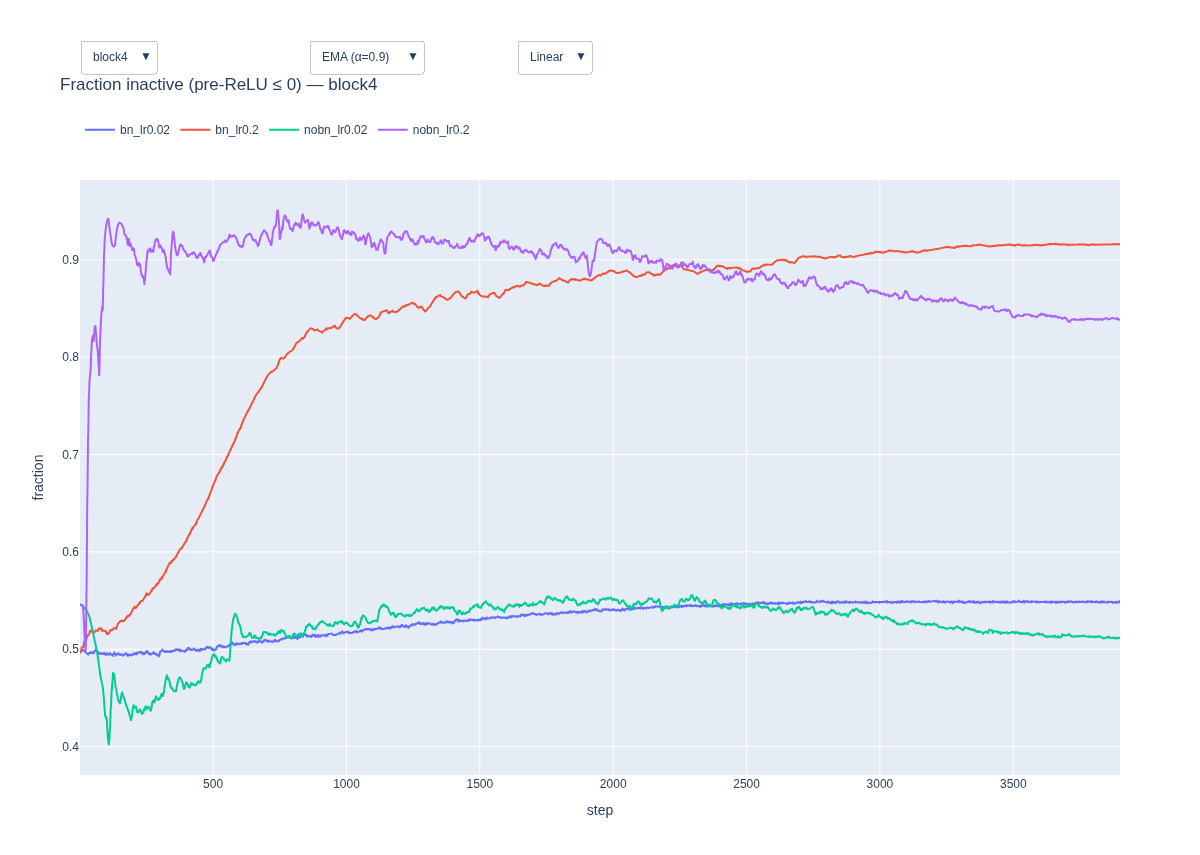 block4 ▼ EMA (α=0.9) ▼ Linear ▼
Fraction inactive (pre-ReLU ≤ 0) — block4
bn_lr0.02 bn_lr0.2 nobn_lr0.02 nobn_lr0.2
0.9
0.8
0.7
0.6
0.5
0.4
fraction
500 1000 1500 2000 2500 3000 3500
step